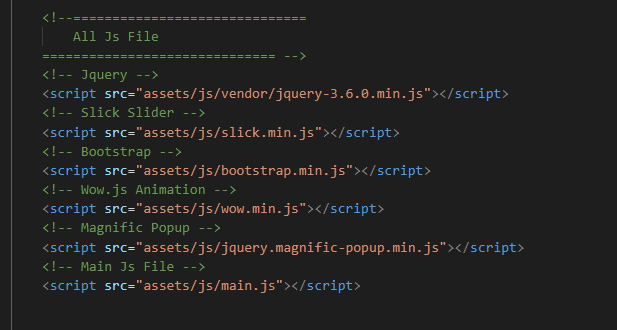 <!--==============================
All Js File
============================== -->
<!-- Jquery -->
<script src="assets/js/vendor/jquery-3.6.0.min.js"></script>
<!-- Slick Slider -->
<script src="assets/js/slick.min.js"></script>
<!-- Bootstrap -->
<script src="assets/js/bootstrap.min.js"></script>
<!-- Wow.js Animation -->
<script src="assets/js/wow.min.js"></script>
<!-- Magnific Popup -->
<script src="assets/js/jquery.magnific-popup.min.js"></script>
<!-- Main Js File -->
<script src="assets/js/main.js"></script>